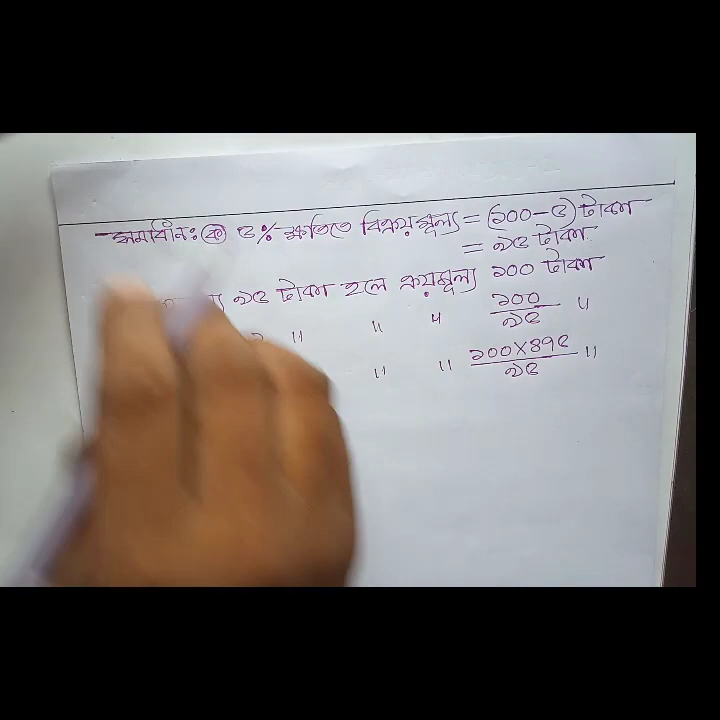 সমাধান: (ক) ৫% ক্ষতিতে বিক্রয়মূল্য = (১০০-৫) টাকা
= ৯৫ টাকা
৯৫ টাকা হলে ক্রয়মূল্য ১০০ টাকা
" " " ১০০/৯৫ "
" " ১০০×৪৭৫/৯৫ "